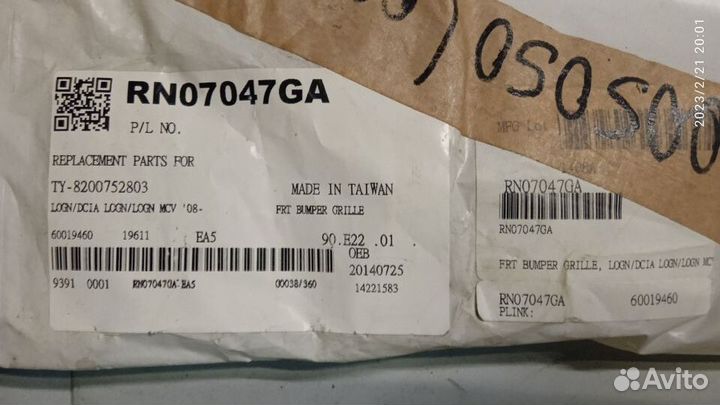 RN07047GA
P/L NO.
REPLACEMENT PARTS FOR
TY-8200752803
MADE IN TAIWAN
LOGN/DCIA LOGN/LOGN MCV '08-
FRT BUMPER GRILLE
60019460 19611 EA5 90.E22 .01
OEB
20140725
9391 0001 RN07047GA-EA5 00038/360 14221583
050500
MPG Lot
RN07047GA
RN07047GA
FRT BUMPER GRILLE, LOGN/DCIA LOGN/LOGN MCV
RN07047GA 60019460
PLINK:
2023/2/21 20:01
Avito